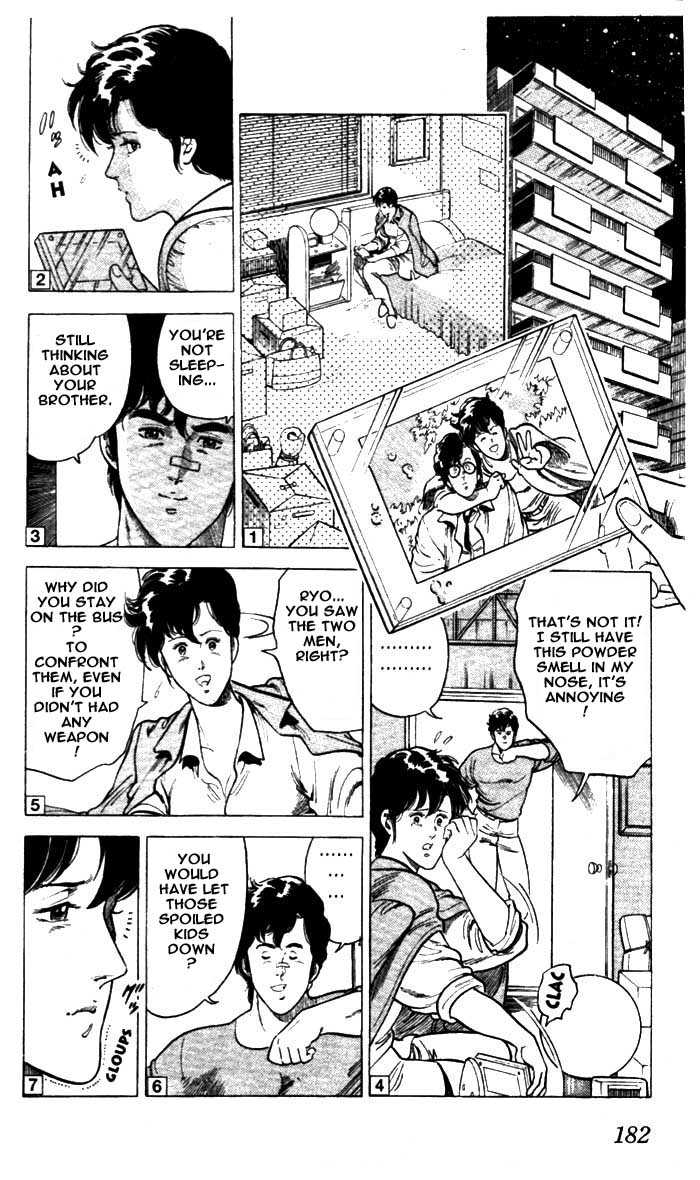 1
2
AH
3
YOU'RE
NOT
SLEEP-
ING...
STILL
THINKING
ABOUT
YOUR
BROTHER.
4
THAT'S NOT IT!
I STILL HAVE
THIS POWDER
SMELL IN MY
NOSE, IT'S
ANNOYING
!
.........
.........
CLAC
5
RYO...
YOU SAW
THE TWO
MEN,
RIGHT?
WHY DID
YOU STAY
ON THE BUS
?
TO
CONFRONT
THEM, EVEN
IF YOU
DIDN'T HAD
ANY
WEAPON
!
6
......
...
...
YOU
WOULD
HAVE LET
THOSE
SPOILED
KIDS
DOWN
?
7
GLOUPS
182